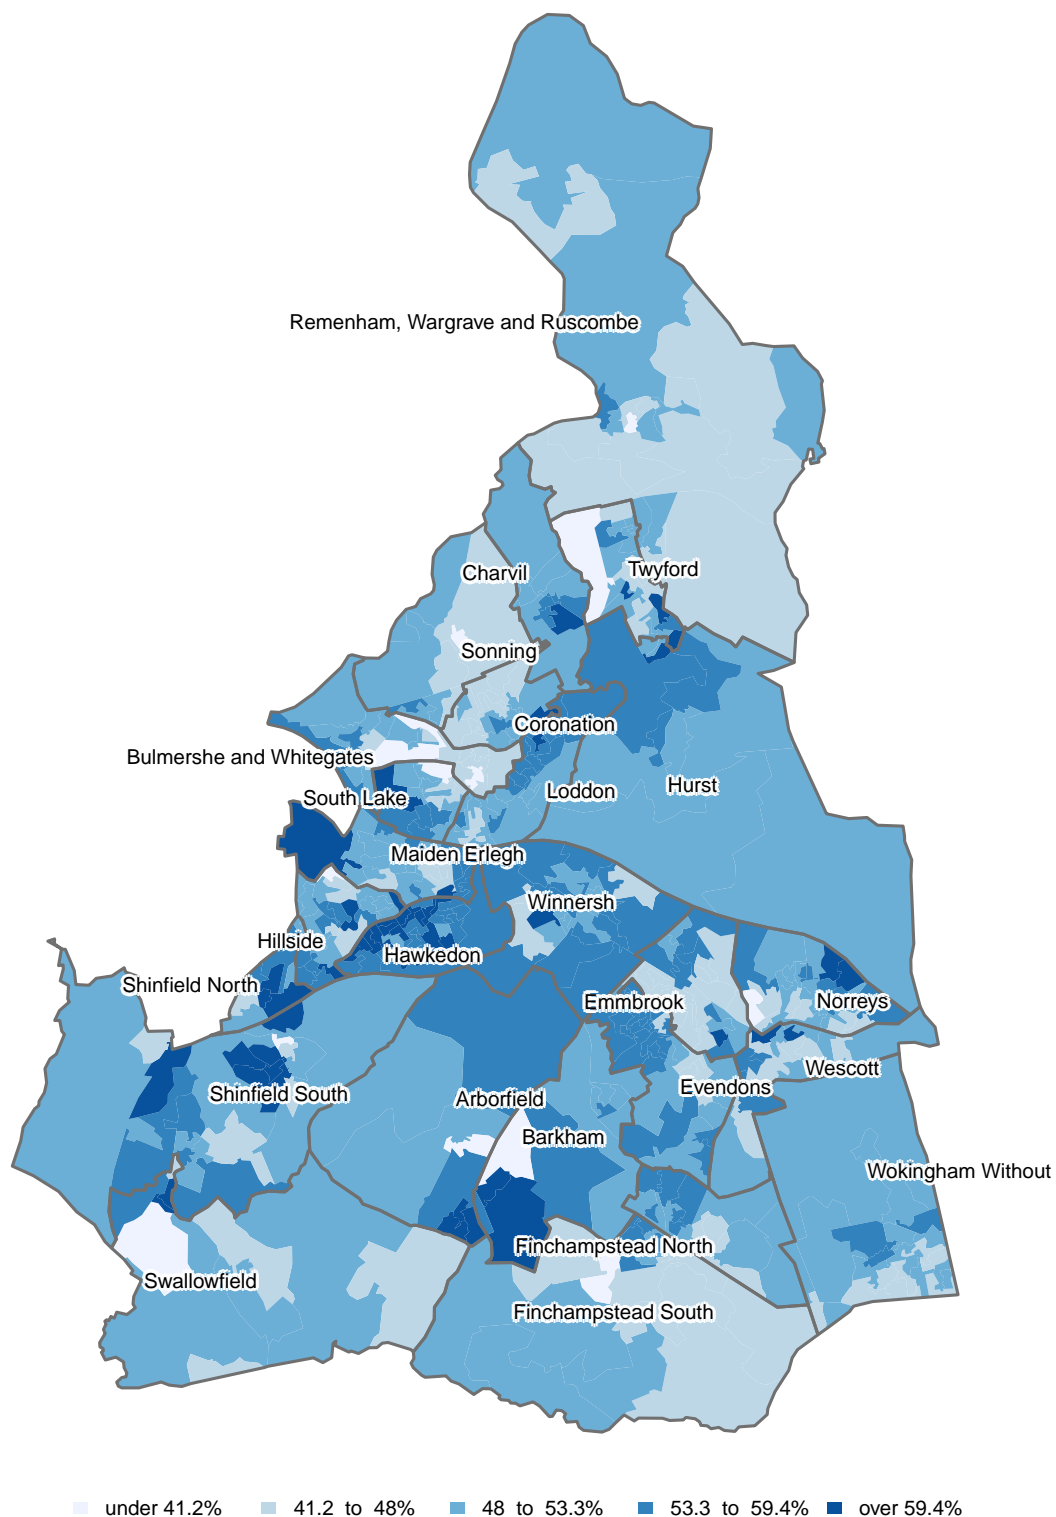 Remenham, Wargrave and Ruscombe
Twyford
Charvil
Sonning
Coronation
Bulmershe and Whitegates
Hurst
Loddon
South Lake
Maiden Erlegh
Winnersh
Hillside
Hawkedon
Shinfield North
Emmbrook
Norreys
Wescott
Evendons
Shinfield South
Arborfield
Barkham
Wokingham Without
Finchampstead North
Swallowfield
Finchampstead South
under 41.2% 41.2 to 48% 48 to 53.3% 53.3 to 59.4% over 59.4%